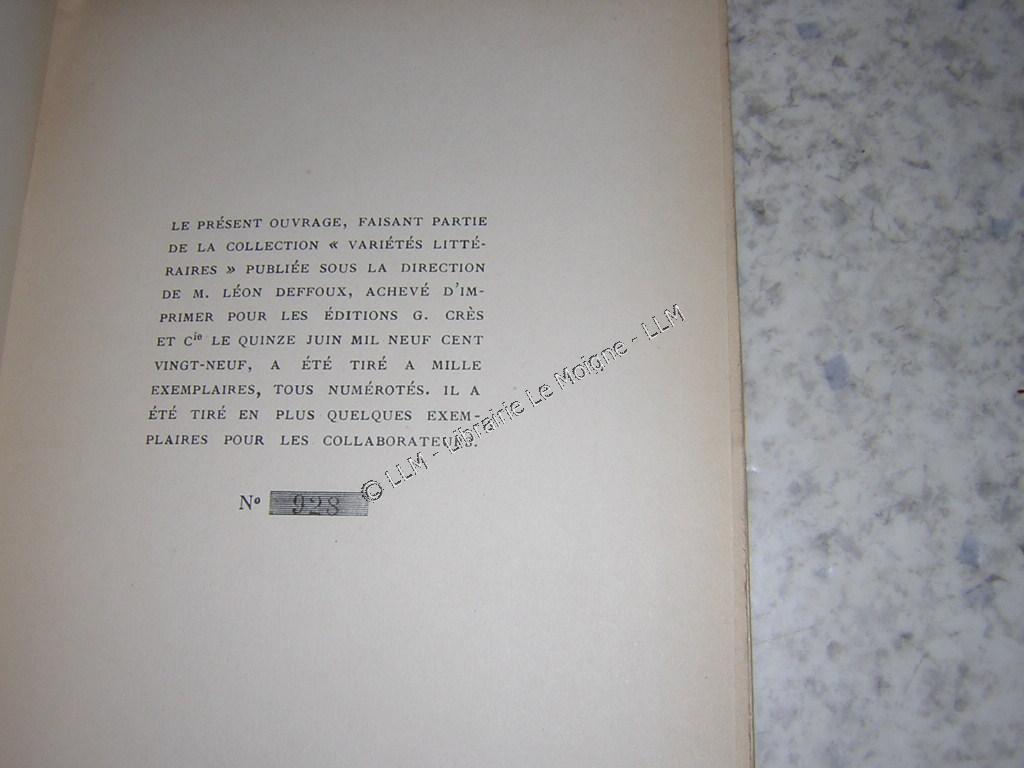 LE PRÉSENT OUVRAGE, FAISANT PARTIE
DE LA COLLECTION « VARIÉTÉS LITTÉ-
RAIRES » PUBLIÉE SOUS LA DIRECTION
DE M. LÉON DEFFOUX, ACHEVÉ D'IM-
PRIMER POUR LES ÉDITIONS G. CRÈS
ET Cie LE QUINZE JUIN MIL NEUF CENT
VINGT-NEUF, A ÉTÉ TIRÉ A MILLE
EXEMPLAIRES, TOUS NUMÉROTÉS. IL A
ÉTÉ TIRÉ EN PLUS QUELQUES EXEM-
PLAIRES POUR LES COLLABORATEURS.
No 928
© LLM - Librairie Le Moigne - LLM